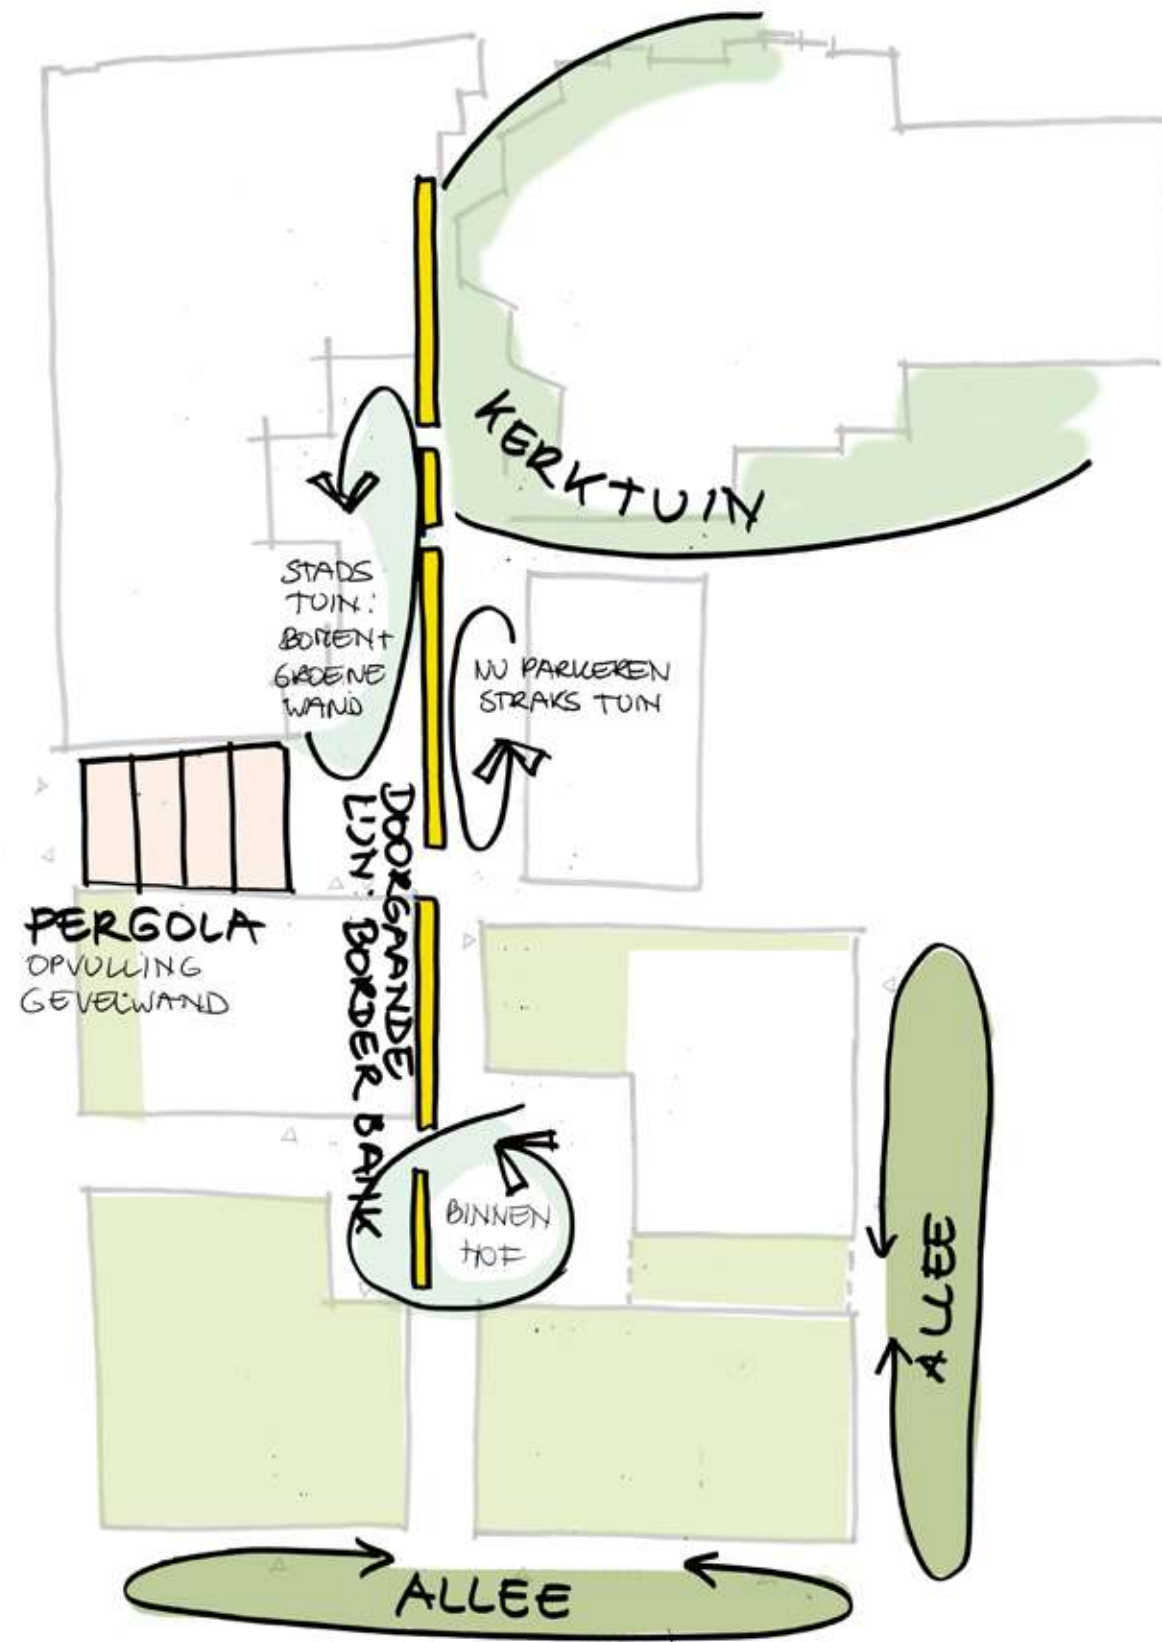 KERKTUIN
STADS
TUIN:
BOMEN+
GROENE
WAND
NU PARKEREN
STRAKS TUIN
DOORGAANDE
LIJN: BORDER BANK
PERGOLA
OPVULLING
GEVELWAND
BINNEN
HOF
ALLEE
ALLEE